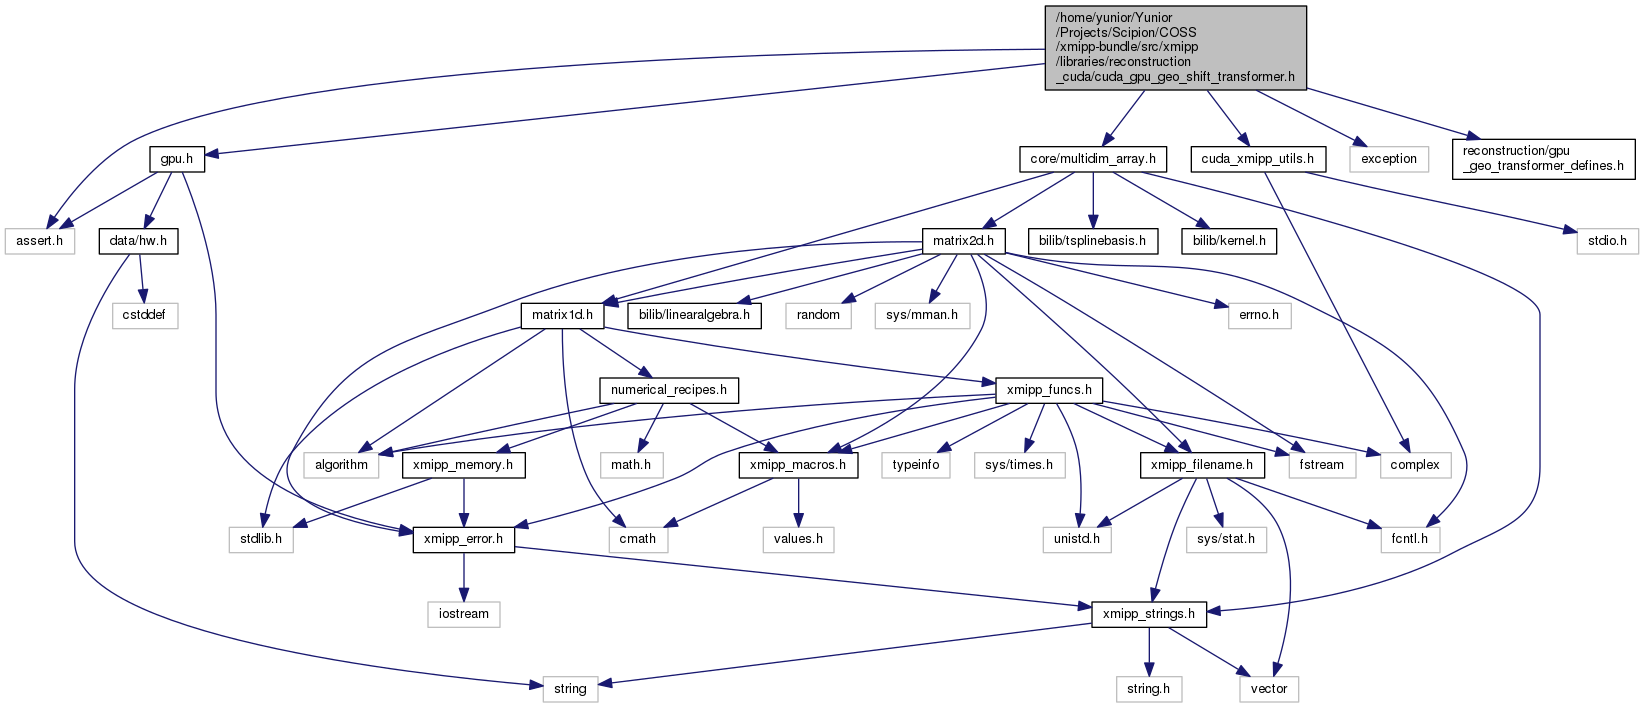 /home/yunior/Yunior
/Projects/Scipion/COSS
/xmipp-bundle/src/xmipp
/libraries/reconstruction
_cuda/cuda_gpu_geo_shift_transformer.h
gpu.h
core/multidim_array.h
cuda_xmipp_utils.h
exception
reconstruction/gpu
_geo_transformer_defines.h
assert.h
data/hw.h
matrix2d.h
bilib/tsplinebasis.h
bilib/kernel.h
stdio.h
cstddef
matrix1d.h
bilib/linearalgebra.h
random
sys/mman.h
errno.h
numerical_recipes.h
xmipp_funcs.h
algorithm
xmipp_memory.h
math.h
xmipp_macros.h
typeinfo
sys/times.h
xmipp_filename.h
fstream
complex
stdlib.h
xmipp_error.h
cmath
values.h
unistd.h
sys/stat.h
fcntl.h
iostream
xmipp_strings.h
string
string.h
vector